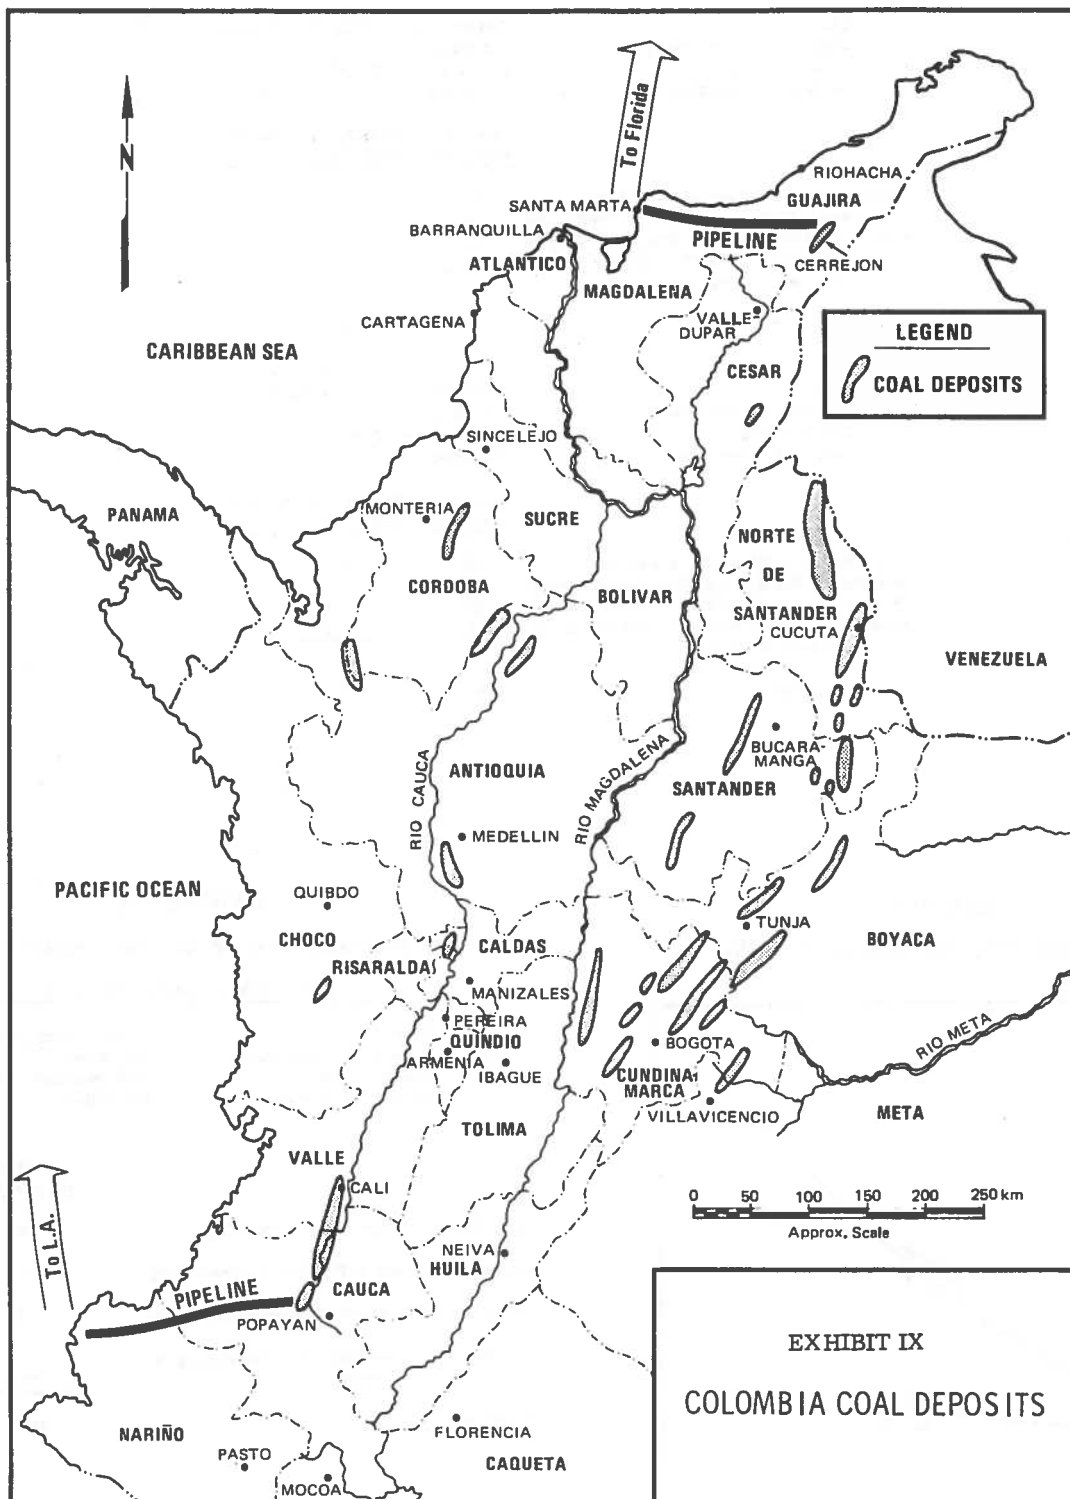 To Florida
N
RIOHACHA
GUAJIRA
SANTA MARTA
BARRANQUILLA
PIPELINE
ATLANTICO
CERREJON
MAGDALENA
CARTAGENA
VALLE-
DUPAR
LEGEND
CARIBBEAN SEA
CESAR
COAL DEPOSITS
SINCELEJO
MONTERIA
PANAMA
SUCRE
NORTE
DE
CORDOBA
BOLIVAR
SANTANDER
CUCUTA
VENEZUELA
BUCARA-
MANGA
RIO CAUCA
ANTIOQUIA
RIO MAGDALENA
SANTANDER
MEDELLIN
PACIFIC OCEAN
QUIBDO
TUNJA
CHOCO
CALDAS
BOYACA
RISARALDAS
MANIZALES
PEREIRA
QUINDIO
BOGOTA
RIO META
ARMENIA
IBAGUE
CUNDINA-
MARCA
VILLAVICENCIO
META
TOLIMA
VALLE
CALI
0 50 100 150 200 250 km
Approx. Scale
To L.A.
NEIVA
HUILA
PIPELINE
CAUCA
POPAYAN
EXHIBIT IX
COLOMBIA COAL DEPOSITS
NARIÑO
FLORENCIA
PASTO
CAQUETA
MOCOA